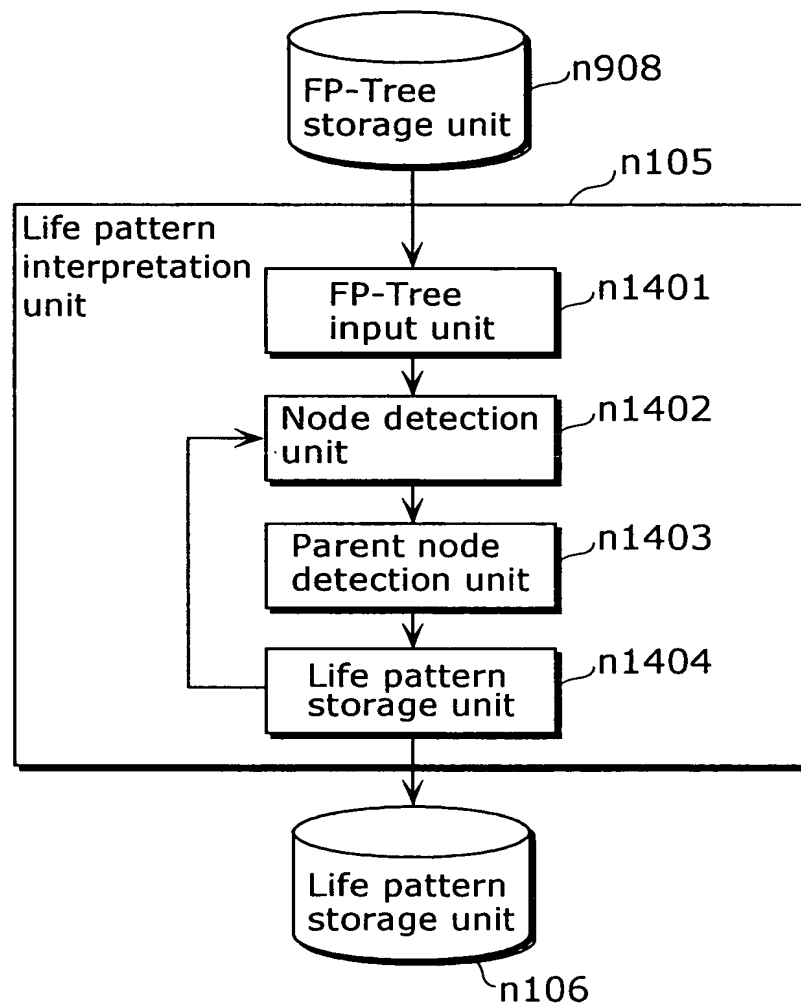 FP-Tree
storage unit
n908
n105
Life pattern
interpretation
unit
FP-Tree
input unit
n1401
Node detection
unit
n1402
Parent node
detection unit
n1403
Life pattern
storage unit
n1404
Life pattern
storage unit
n106